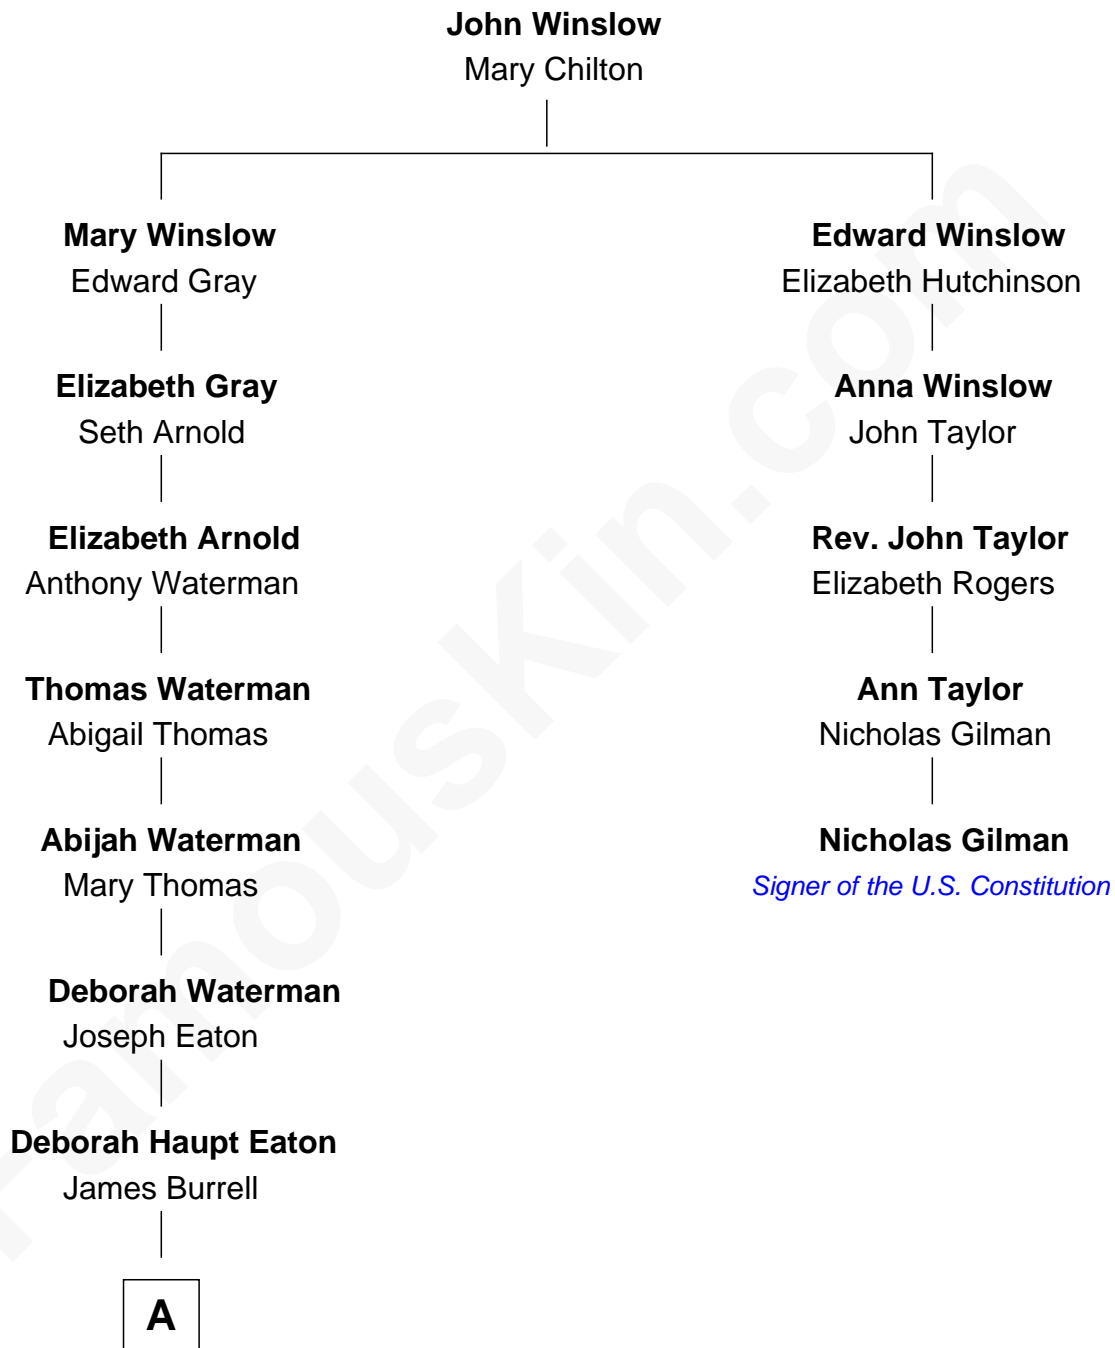 John Winslow
Mary Chilton
Mary Winslow
Edward Gray
Edward Winslow
Elizabeth Hutchinson
Elizabeth Gray
Seth Arnold
Anna Winslow
John Taylor
Elizabeth Arnold
Anthony Waterman
Rev. John Taylor
Elizabeth Rogers
Thomas Waterman
Abigail Thomas
Ann Taylor
Nicholas Gilman
Abijah Waterman
Mary Thomas
Nicholas Gilman
Signer of the U.S. Constitution
Deborah Waterman
Joseph Eaton
Deborah Haupt Eaton
James Burrell
A
FamousKin.com